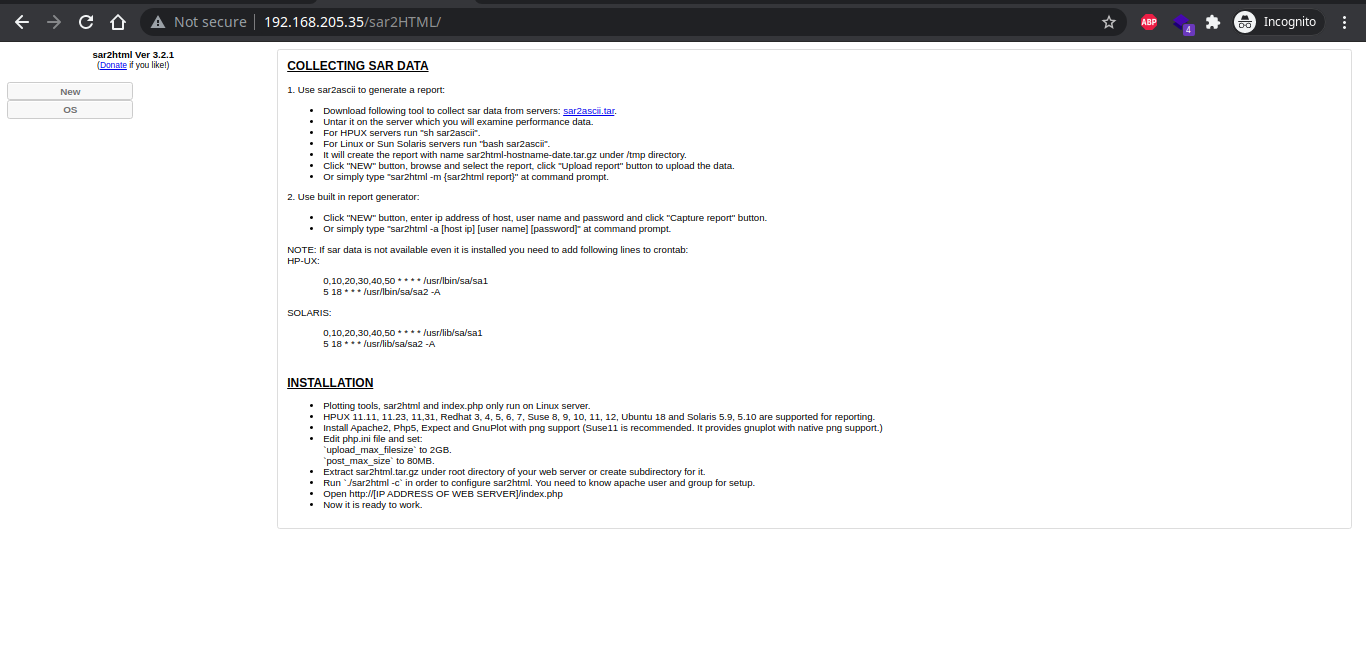 Not secure | 192.168.205.35/sar2HTML/
ABP
4
Incognito
sar2html Ver 3.2.1
(Donate if you like!)
New
OS
COLLECTING SAR DATA
1. Use sar2ascii to generate a report:
• Download following tool to collect sar data from servers: sar2ascii.tar.
• Untar it on the server which you will examine performance data.
• For HPUX servers run "sh sar2ascii".
• For Linux or Sun Solaris servers run "bash sar2ascii".
• It will create the report with name sar2html-hostname-date.tar.gz under /tmp directory.
• Click "NEW" button, browse and select the report, click "Upload report" button to upload the data.
• Or simply type "sar2html -m {sar2html report}" at command prompt.
2. Use built in report generator:
• Click "NEW" button, enter ip address of host, user name and password and click "Capture report" button.
• Or simply type "sar2html -a [host ip] [user name] [password]" at command prompt.
NOTE: If sar data is not available even it is installed you need to add following lines to crontab:
HP-UX:
0,10,20,30,40,50 * * * * /usr/lbin/sa/sa1
5 18 * * * /usr/lbin/sa/sa2 -A
SOLARIS:
0,10,20,30,40,50 * * * * /usr/lib/sa/sa1
5 18 * * * /usr/lib/sa/sa2 -A
INSTALLATION
• Plotting tools, sar2html and index.php only run on Linux server.
• HPUX 11.11, 11.23, 11,31, Redhat 3, 4, 5, 6, 7, Suse 8, 9, 10, 11, 12, Ubuntu 18 and Solaris 5.9, 5.10 are supported for reporting.
• Install Apache2, Php5, Expect and GnuPlot with png support (Suse11 is recommended. It provides gnuplot with native png support.)
• Edit php.ini file and set:
`upload_max_filesize` to 2GB.
`post_max_size` to 80MB.
• Extract sar2html.tar.gz under root directory of your web server or create subdirectory for it.
• Run `./sar2html -c` in order to configure sar2html. You need to know apache user and group for setup.
• Open http://[IP ADDRESS OF WEB SERVER]/index.php
• Now it is ready to work.